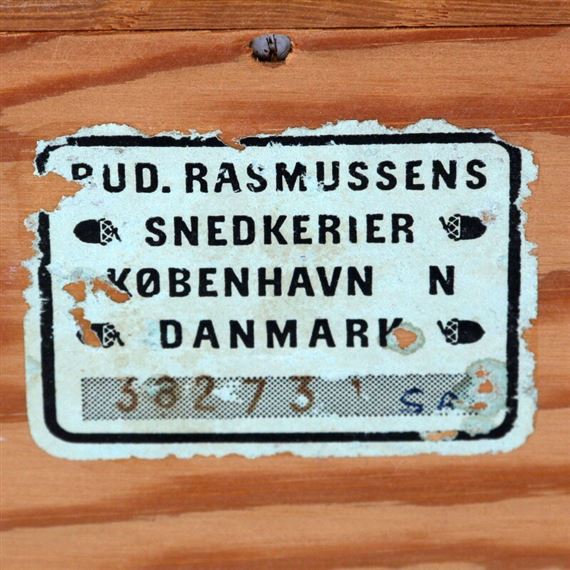 RUD. RASMUSSENS
SNEDKERIER
KØBENHAVN N
DANMARK
38273